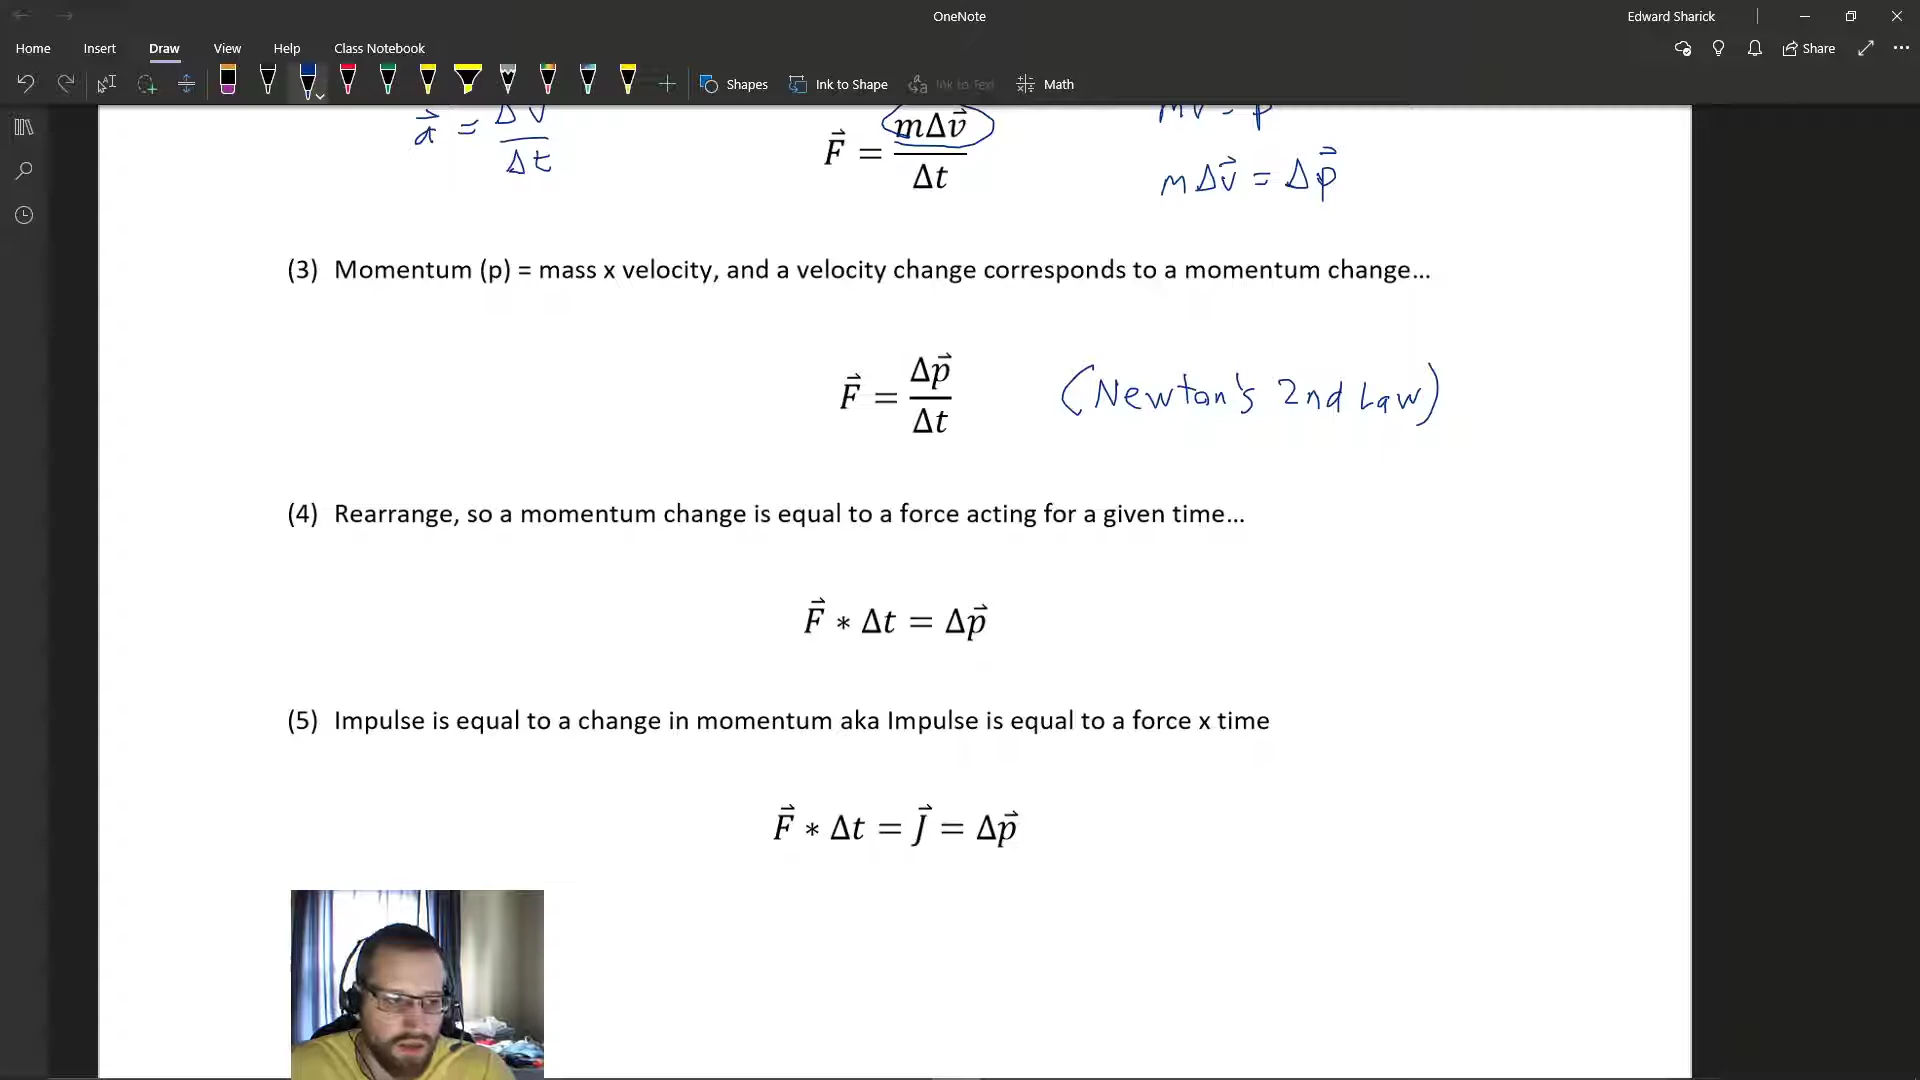 OneNote
Edward Sharick
Home Insert Draw View Help Class Notebook
Share
Shapes Ink to Shape Ink to Text Math
a⃗ = Δv / Δt
F⃗ = mΔv⃗ / Δt
mv = p
mΔv⃗ = Δp⃗
(3) Momentum (p) = mass x velocity, and a velocity change corresponds to a momentum change...
F⃗ = Δp⃗ / Δt (Newton's 2nd Law)
(4) Rearrange, so a momentum change is equal to a force acting for a given time...
F⃗ * Δt = Δp⃗
(5) Impulse is equal to a change in momentum aka Impulse is equal to a force x time
F⃗ * Δt = J⃗ = Δp⃗